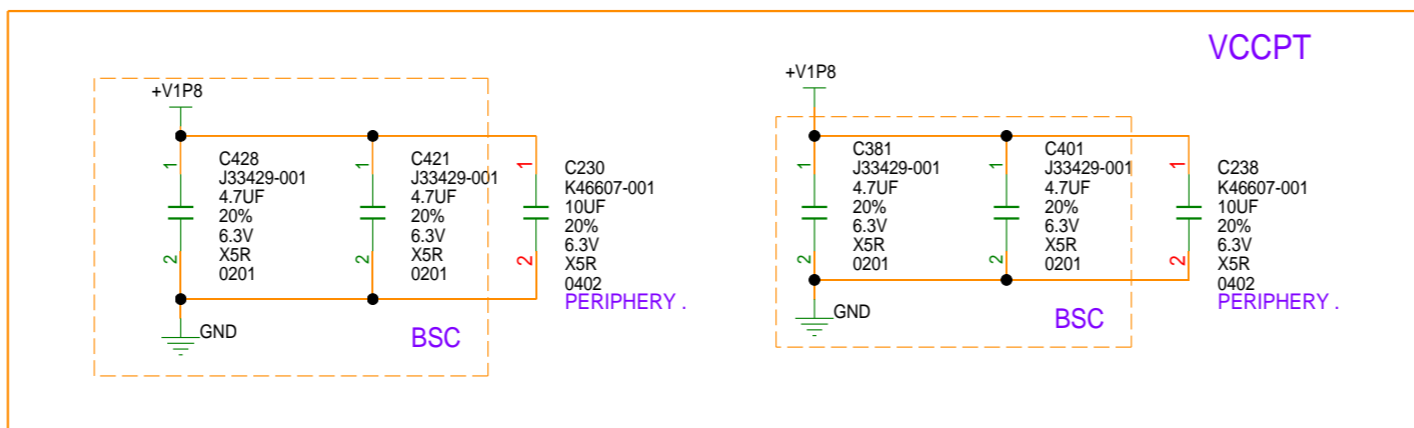 VCCPT
+V1P8
1
C428
J33429-001
4.7UF
20%
6.3V
X5R
0201
2
1
C421
J33429-001
4.7UF
20%
6.3V
X5R
0201
2
1
C230
K46607-001
10UF
20%
6.3V
X5R
0402
PERIPHERY .
2
GND
BSC
+V1P8
1
C381
J33429-001
4.7UF
20%
6.3V
X5R
0201
2
1
C401
J33429-001
4.7UF
20%
6.3V
X5R
0201
2
1
C238
K46607-001
10UF
20%
6.3V
X5R
0402
PERIPHERY .
2
GND
BSC